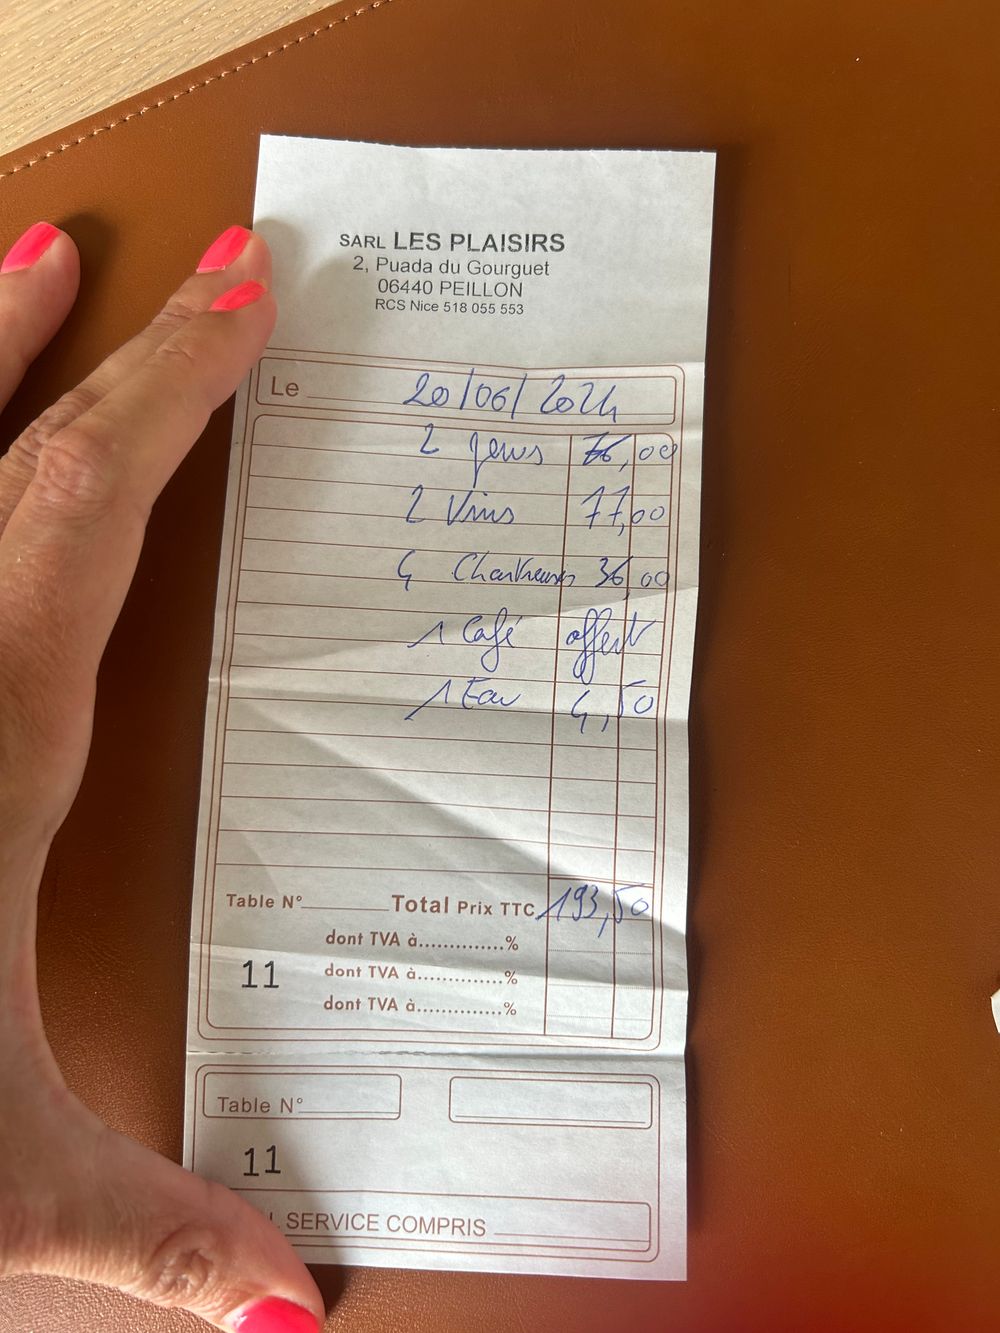 SARL LES PLAISIRS
2, Puada du Gourguet
06440 PEILLON
RCS Nice 518 055 553
Le 20/06/2024
2 menus 76,00
2 Vins 77,00
4 Chartreuses 36,00
1 Café offert
1 Eau 4,50
Table N° Total Prix TTC 193,50
dont TVA à..............%
11 dont TVA à..............%
dont TVA à..............%
Table N°
11
L SERVICE COMPRIS